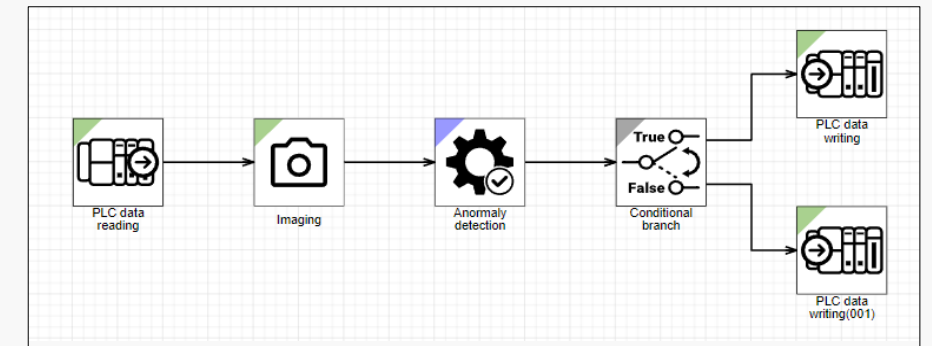 PLC data
reading
Imaging
Anormaly
detection
True
False
Conditional
branch
PLC data
writing
PLC data
writing(001)